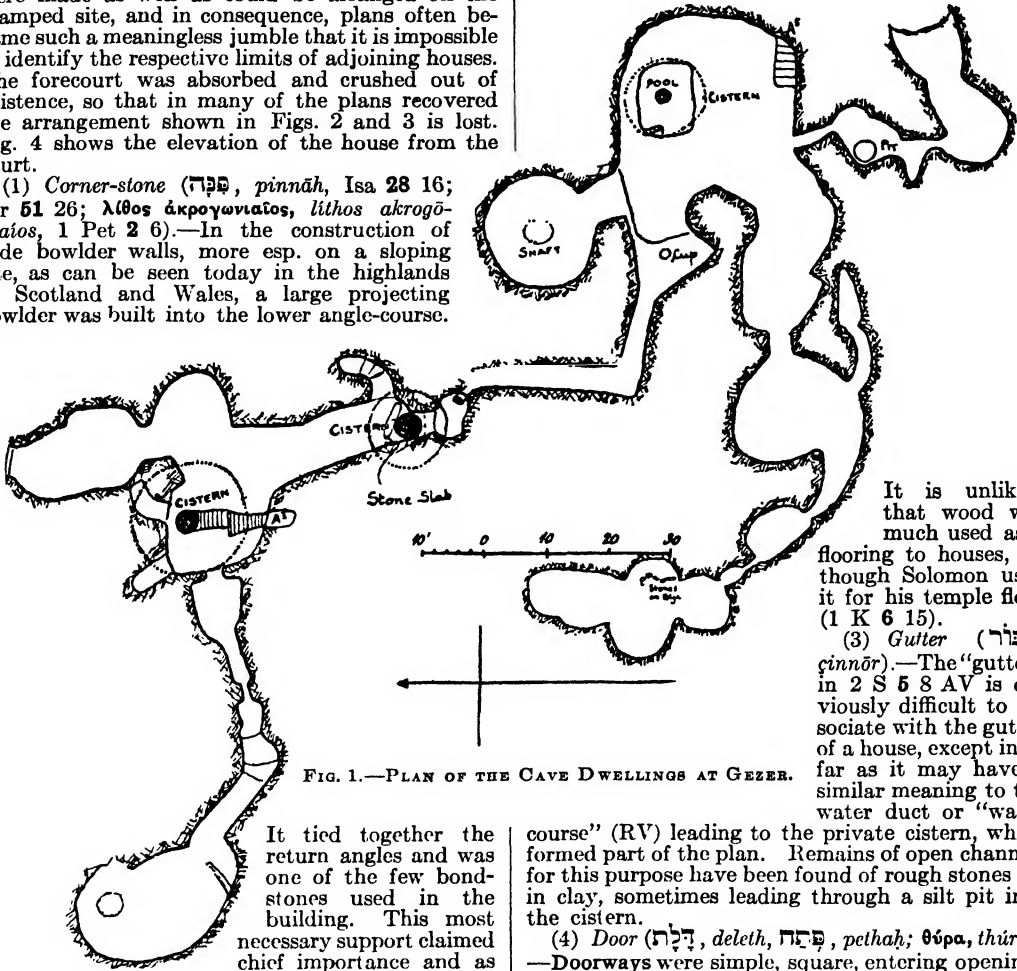 ere made as well as could be arranged on the
amped site, and in consequence, plans often be-
me such a meaningless jumble that it is impossible
identify the respective limits of adjoining houses.
he forecourt was absorbed and crushed out of
istence, so that in many of the plans recovered
e arrangement shown in Figs. 2 and 3 is lost.
g. 4 shows the elevation of the house from the
urt.
(1) Corner-stone (פִּנָּה, pinnāh, Isa 28 16;
r 51 26; λίθος ἀκρογωνιαῖος, líthos akrogō-
aíos, 1 Pet 2 6).—In the construction of
de bowlder walls, more esp. on a sloping
e, as can be seen today in the highlands
Scotland and Wales, a large projecting
owlder was built into the lower angle-course.
POOL
CISTERN
PIT
SHAFT
CISTERN
Stone Slab
CISTERN
10' 0 10 20 30
FIG. 1.—PLAN OF THE CAVE DWELLINGS AT GEZER.
It tied together the
return angles and was
one of the few bond-
stones used in the
building. This most
necessary support claimed
chief importance and as
It is unlik
that wood w
much used as
flooring to houses,
though Solomon us
it for his temple flo
(1 K 6 15).
(3) Gutter
çinnōr).—The "gutte
in 2 S 5 8 AV is o
viously difficult to
sociate with the gut
of a house, except in
far as it may have
similar meaning to t
water duct or "wa
course" (RV) leading to the private cistern, wh
formed part of the plan. Remains of open chann
for this purpose have been found of rough stones
in clay, sometimes leading through a silt pit in
the cistern.
(4) Door (דֶּלֶת, deleth, פֶּתַח, pethaḥ; θύρα, thúr
—Doorways were simple, square, entering openin